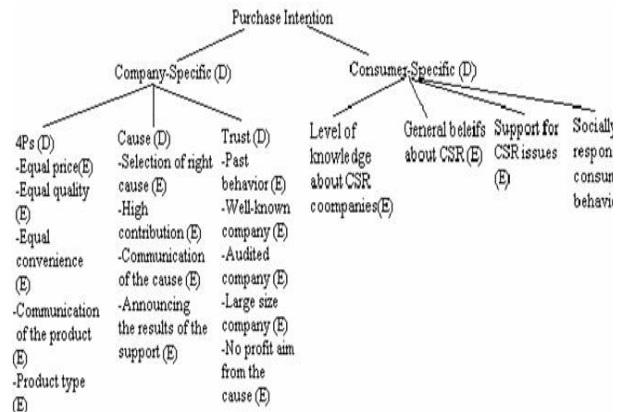 Purchase Intention
Company-Specific (D)
Consumer-Specific (D)
4Ps (D)
-Equal price(E)
-Equal quality
(E)
-Equal
convenience
(E)
-Communication
of the product
(E)
-Product type
(E)
Cause (D)
-Selection of right
cause (E)
-High
contribution (E)
-Communication
of the cause (E)
-Announcing
the results of the
support (E)
Trust (D)
-Past
behavior (E)
-Well-known
company (E)
-Audited
company (E)
-Large size
company (E)
-No profit aim
from the
cause (E)
Level of
knowledge
about CSR
coompanies(E)
General beleifs
about CSR (E)
Support for
CSR issues
(E)
Socially
respon
consum
behavio